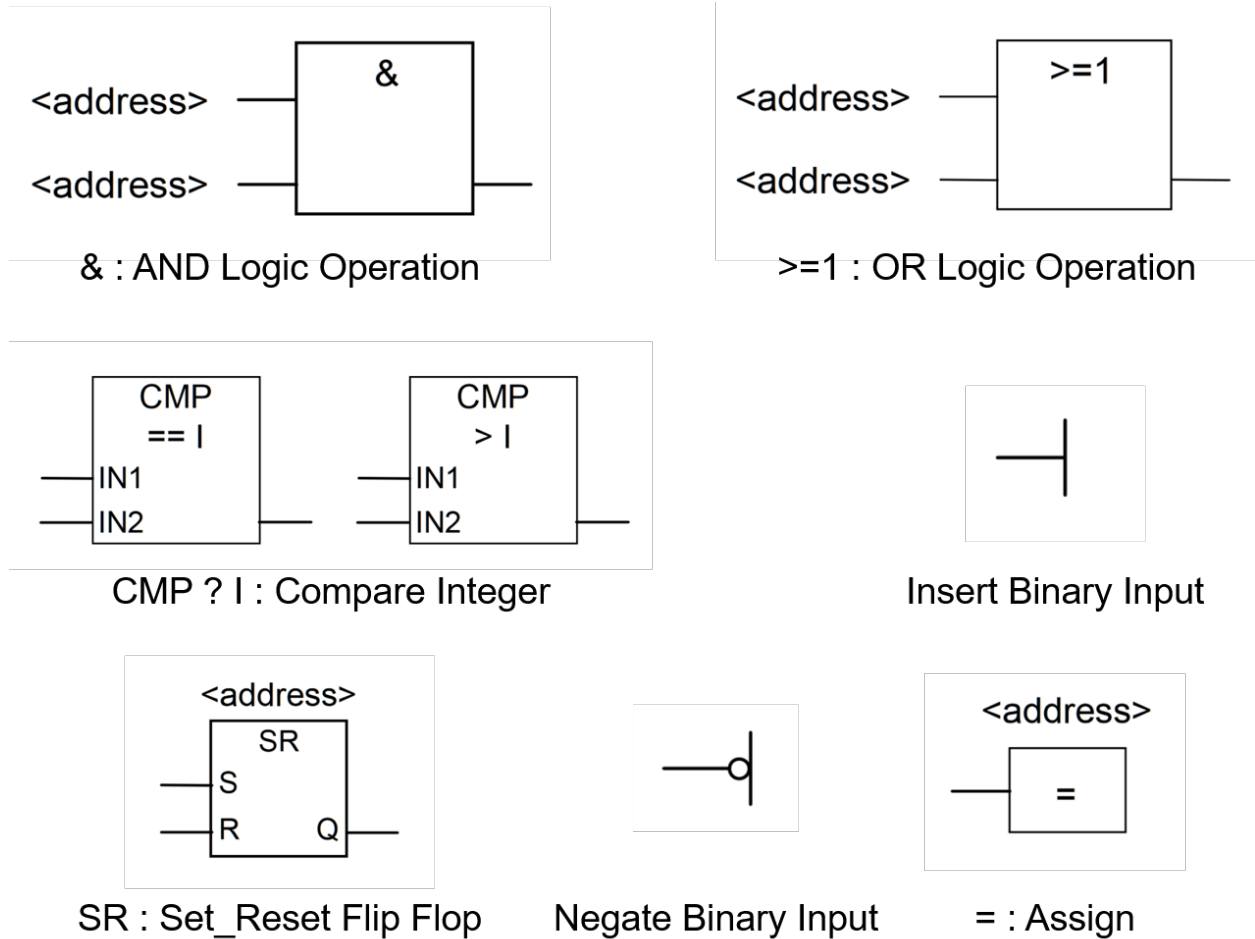 &
<address>
<address>
& : AND Logic Operation
>=1
<address>
<address>
>=1 : OR Logic Operation
CMP
== I
IN1
IN2
CMP
> I
IN1
IN2
CMP ? I : Compare Integer
Insert Binary Input
<address>
SR
S
R Q
SR : Set_Reset Flip Flop
Negate Binary Input
<address>
=
= : Assign